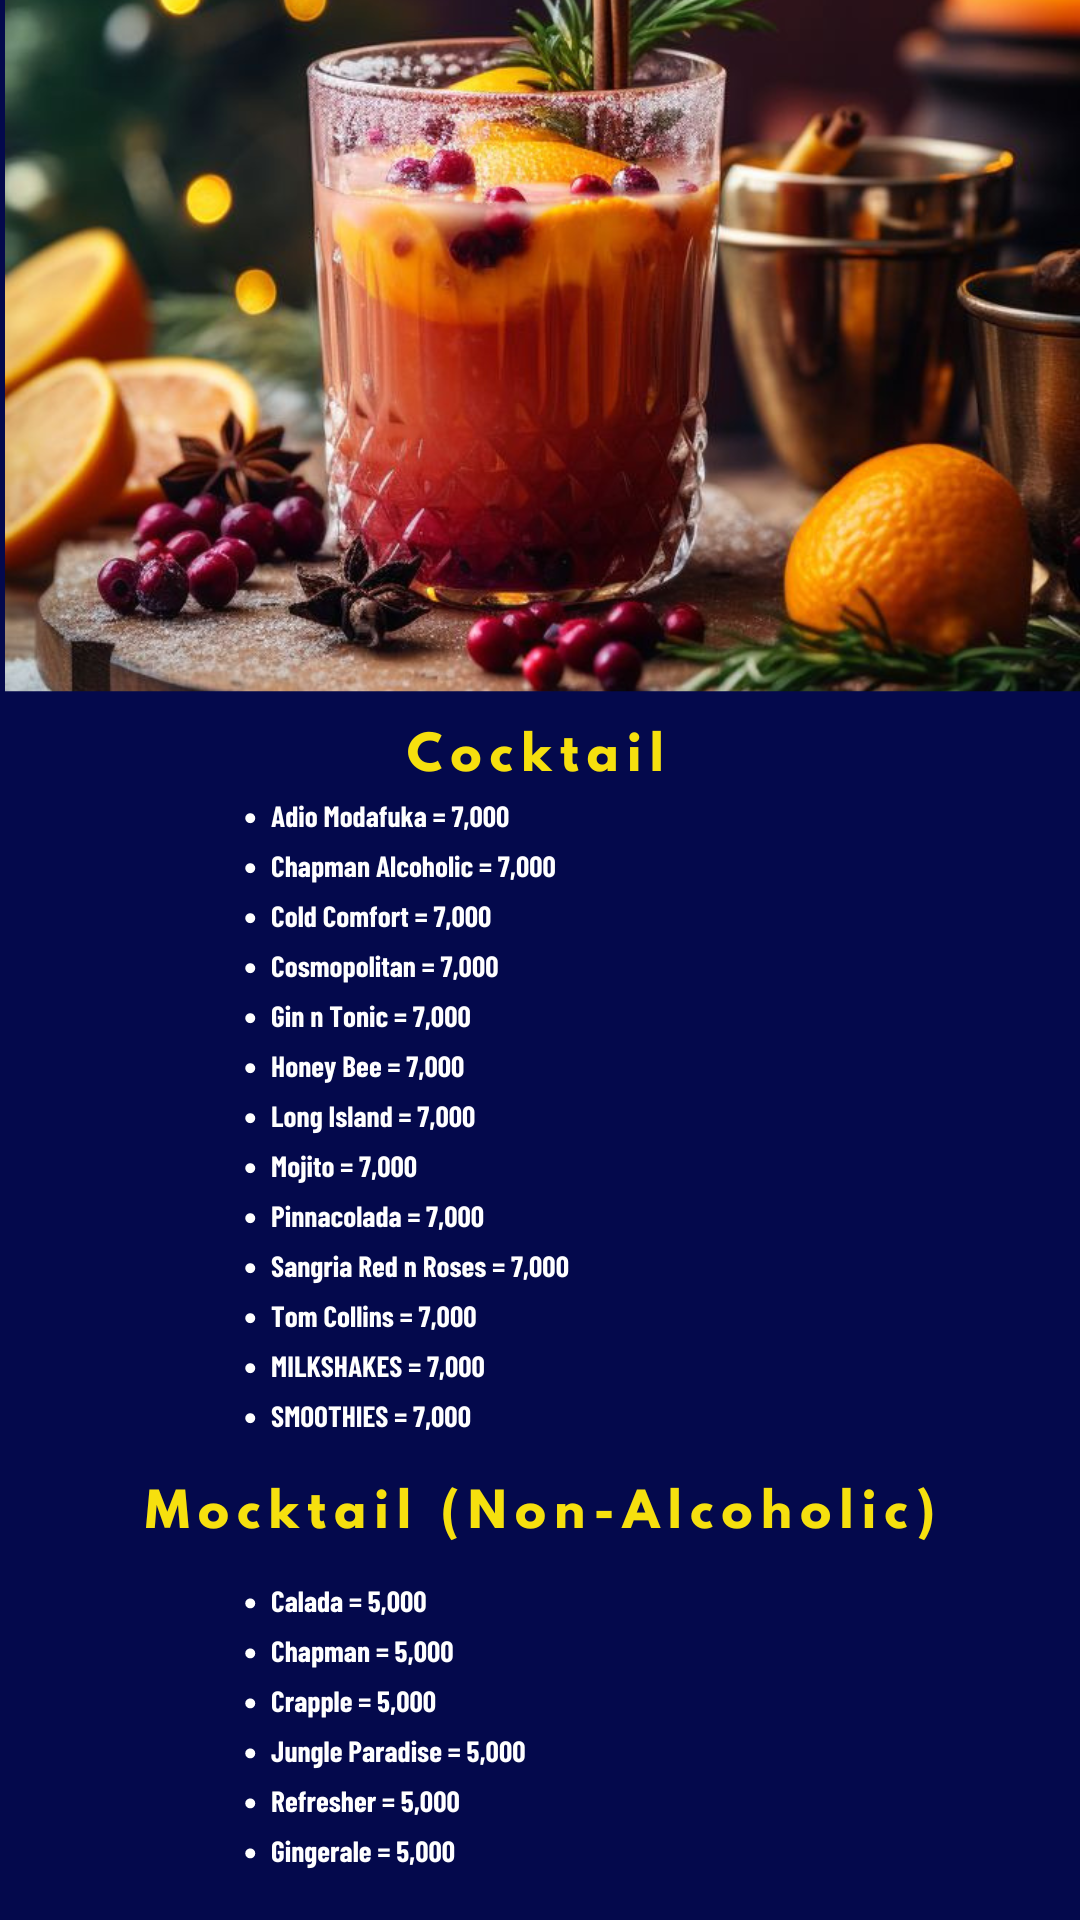 Cocktail
• Adio Modafuka = 7,000
• Chapman Alcoholic = 7,000
• Cold Comfort = 7,000
• Cosmopolitan = 7,000
• Gin n Tonic = 7,000
• Honey Bee = 7,000
• Long Island = 7,000
• Mojito = 7,000
• Pinnacolada = 7,000
• Sangria Red n Roses = 7,000
• Tom Collins = 7,000
• MILKSHAKES = 7,000
• SMOOTHIES = 7,000
Mocktail (Non-Alcoholic)
• Calada = 5,000
• Chapman = 5,000
• Crapple = 5,000
• Jungle Paradise = 5,000
• Refresher = 5,000
• Gingerale = 5,000